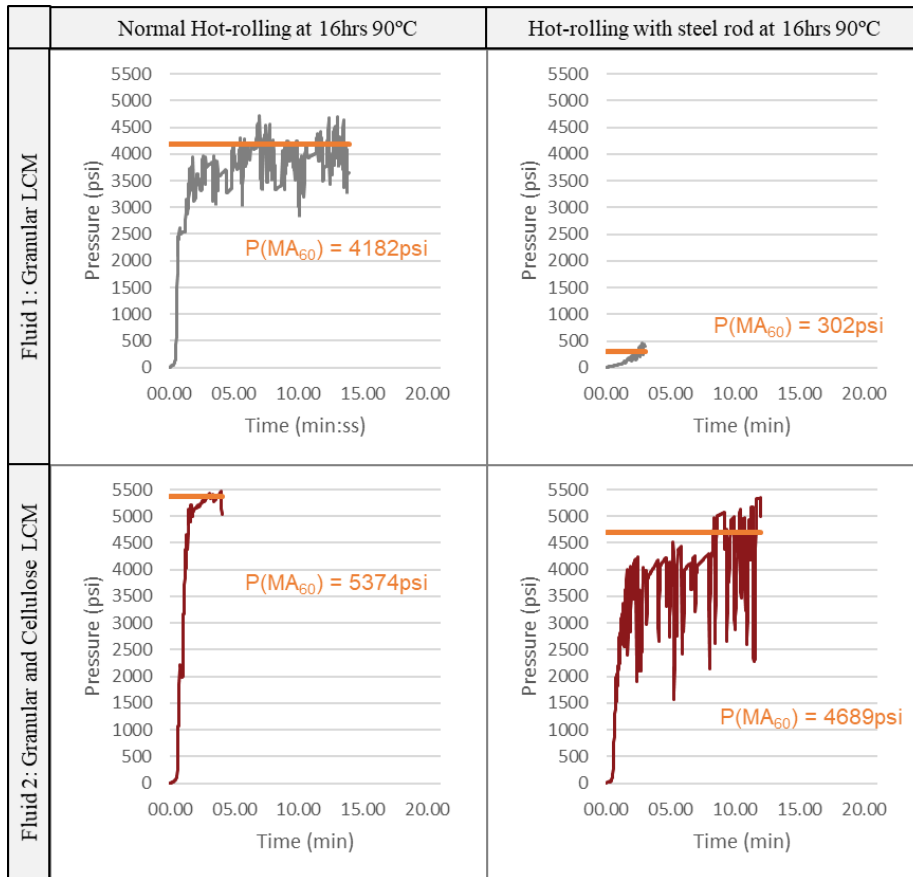 Normal Hot-rolling at 16hrs 90°C
Hot-rolling with steel rod at 16hrs 90°C
Fluid 1: Granular LCM
5500
5000
4500
4000
3500
3000
2500
2000
1500
1000
500
0
Pressure (psi)
P(MA60) = 4182psi
00.00 05.00 10.00 15.00 20.00
Time (min:ss)
5500
5000
4500
4000
3500
3000
2500
2000
1500
1000
500
0
Pressure (psi)
P(MA60) = 302psi
00.00 05.00 10.00 15.00 20.00
Time (min)
Fluid 2: Granular and Cellulose LCM
5500
5000
4500
4000
3500
3000
2500
2000
1500
1000
500
0
Pressure (psi)
P(MA60) = 5374psi
00.00 05.00 10.00 15.00 20.00
Time (min)
5500
5000
4500
4000
3500
3000
2500
2000
1500
1000
500
0
Pressure (psi)
P(MA60) = 4689psi
00.00 05.00 10.00 15.00 20.00
Time (min)